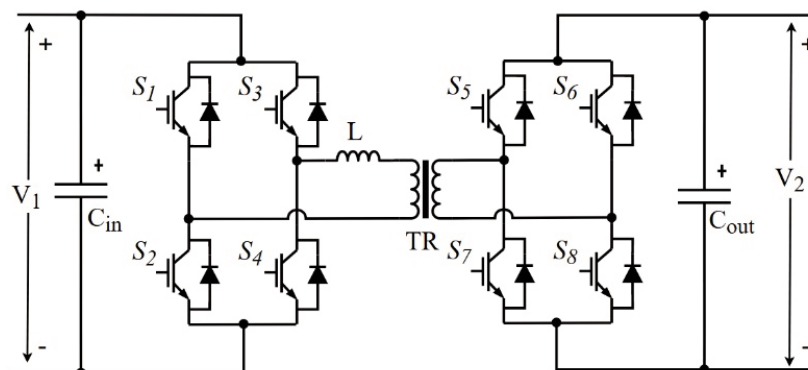 +
+
S1
S3
S5
S6
L
+
+
V1
V2
Cin
Cout
TR
S2
S4
S7
S8
-
-